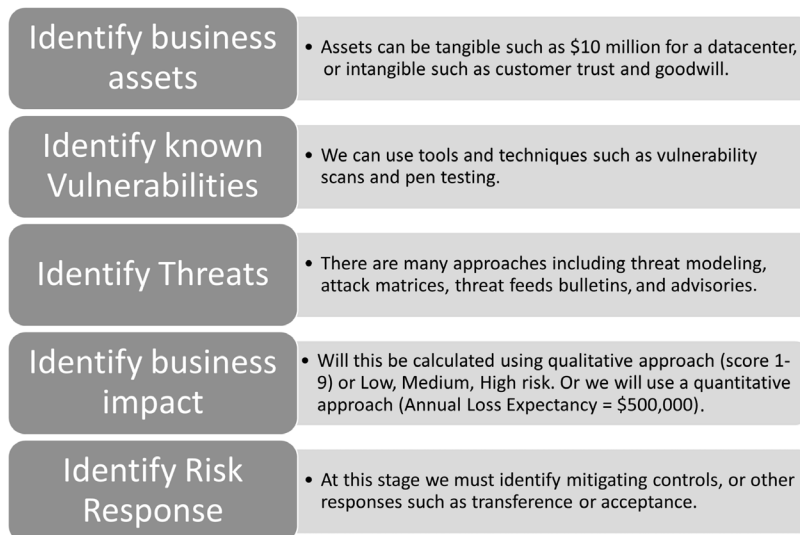 Identify business
assets
• Assets can be tangible such as $10 million for a datacenter,
or intangible such as customer trust and goodwill.
Identify known
Vulnerabilities
• We can use tools and techniques such as vulnerability
scans and pen testing.
Identify Threats
• There are many approaches including threat modeling,
attack matrices, threat feeds bulletins, and advisories.
Identify business
impact
• Will this be calculated using qualitative approach (score 1-
9) or Low, Medium, High risk. Or we will use a quantitative
approach (Annual Loss Expectancy = $500,000).
Identify Risk
Response
• At this stage we must identify mitigating controls, or other
responses such as transference or acceptance.